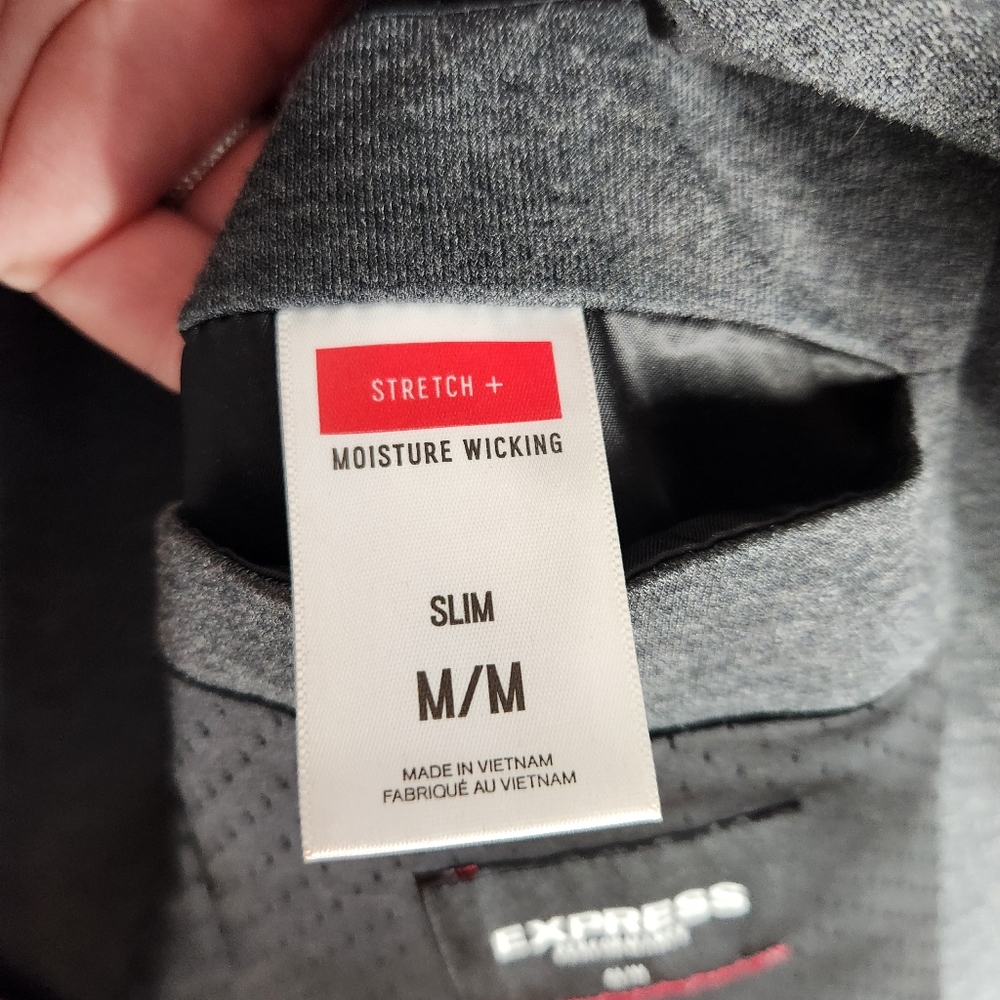 STRETCH +
MOISTURE WICKING
SLIM
M/M
MADE IN VIETNAM
FABRIQUÉ AU VIETNAM
EXPRESS